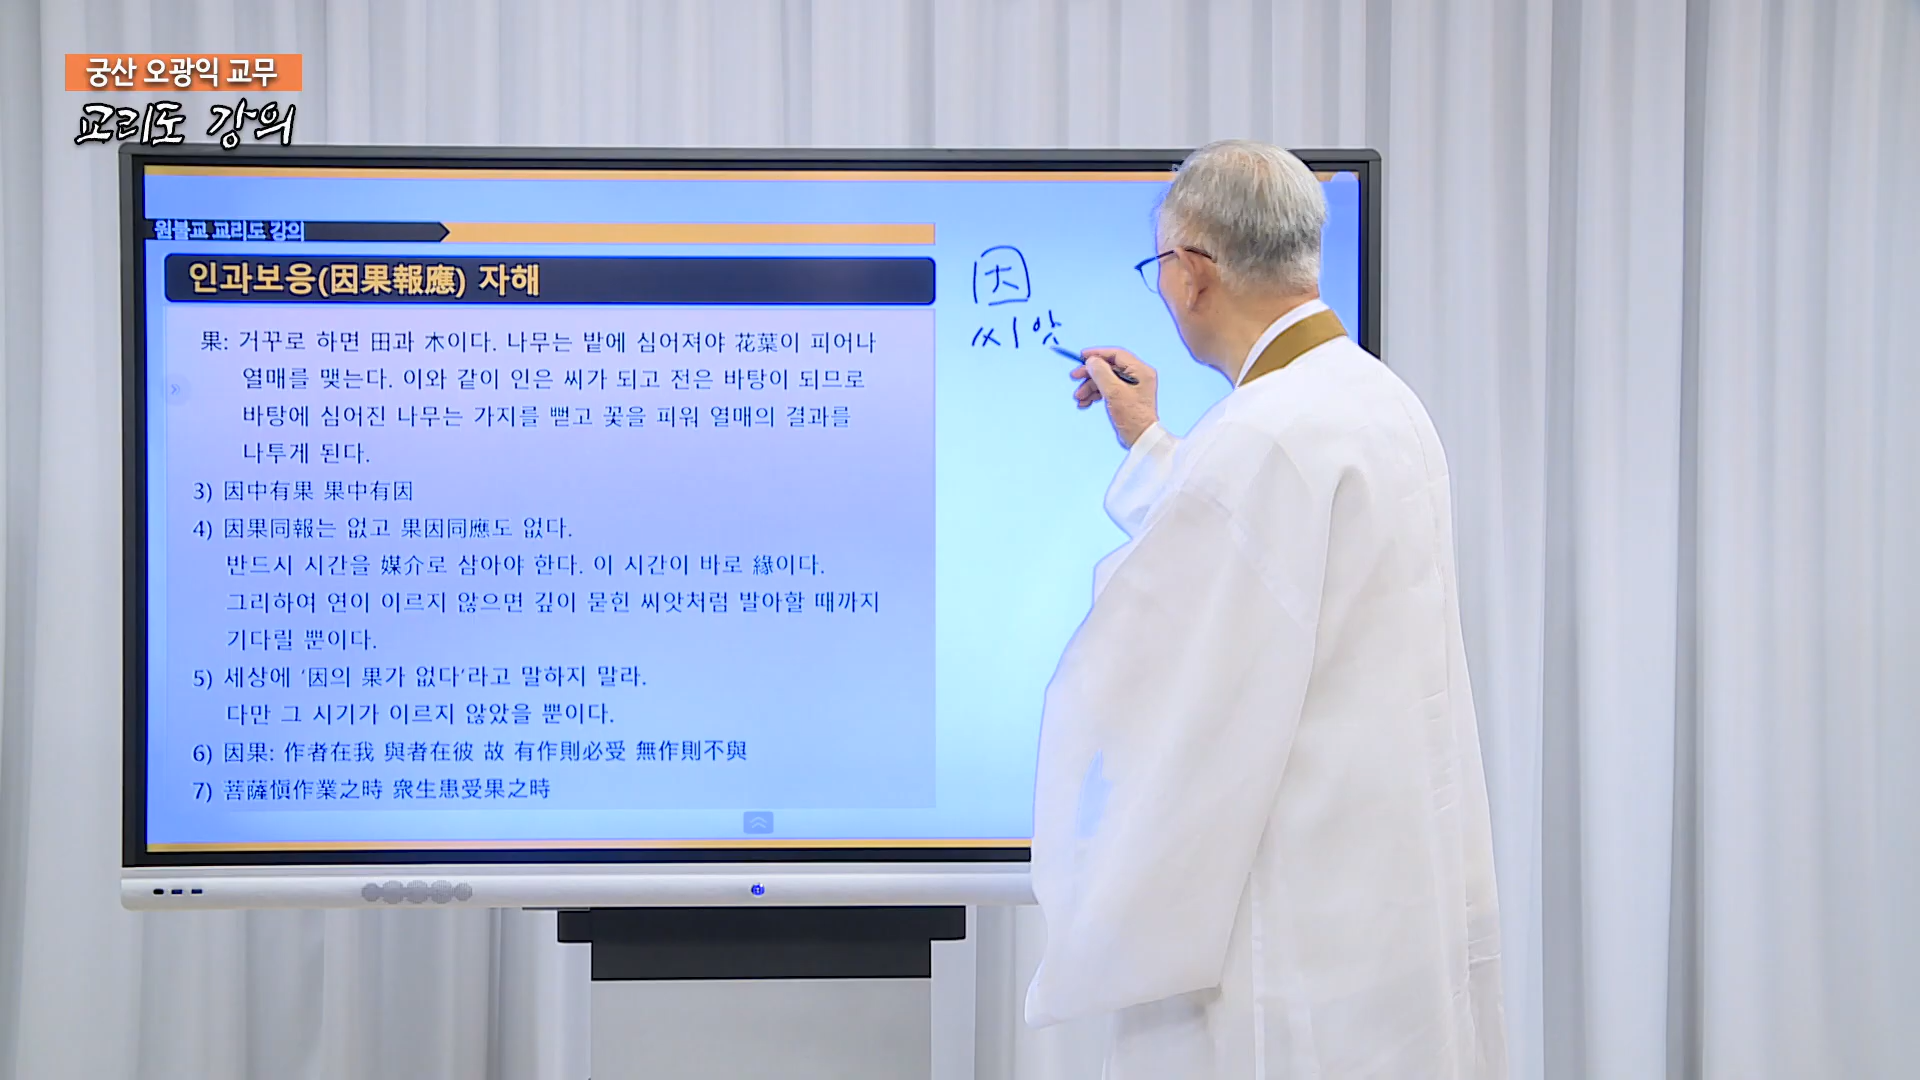 궁산 오광익 교무
교리도 강의
원불교 교리도 강의
인과보응(因果報應) 자해
果: 거꾸로 하면 田과 木이다. 나무는 밭에 심어져야 花葉이 피어나
열매를 맺는다. 이와 같이 인은 씨가 되고 전은 바탕이 되므로
바탕에 심어진 나무는 가지를 뻗고 꽃을 피워 열매의 결과를
나투게 된다.
3) 因中有果 果中有因
4) 因果同報는 없고 果因同應도 없다.
반드시 시간을 媒介로 삼아야 한다. 이 시간이 바로 緣이다.
그리하여 연이 이르지 않으면 깊이 묻힌 씨앗처럼 발아할 때까지
기다릴 뿐이다.
5) 세상에 ‘因의 果가 없다’라고 말하지 말라.
다만 그 시기가 이르지 않았을 뿐이다.
6) 因果: 作者在我 與者在彼 故 有作則必受 無作則不與
7) 菩薩愼作業之時 衆生患受果之時
因
씨앗